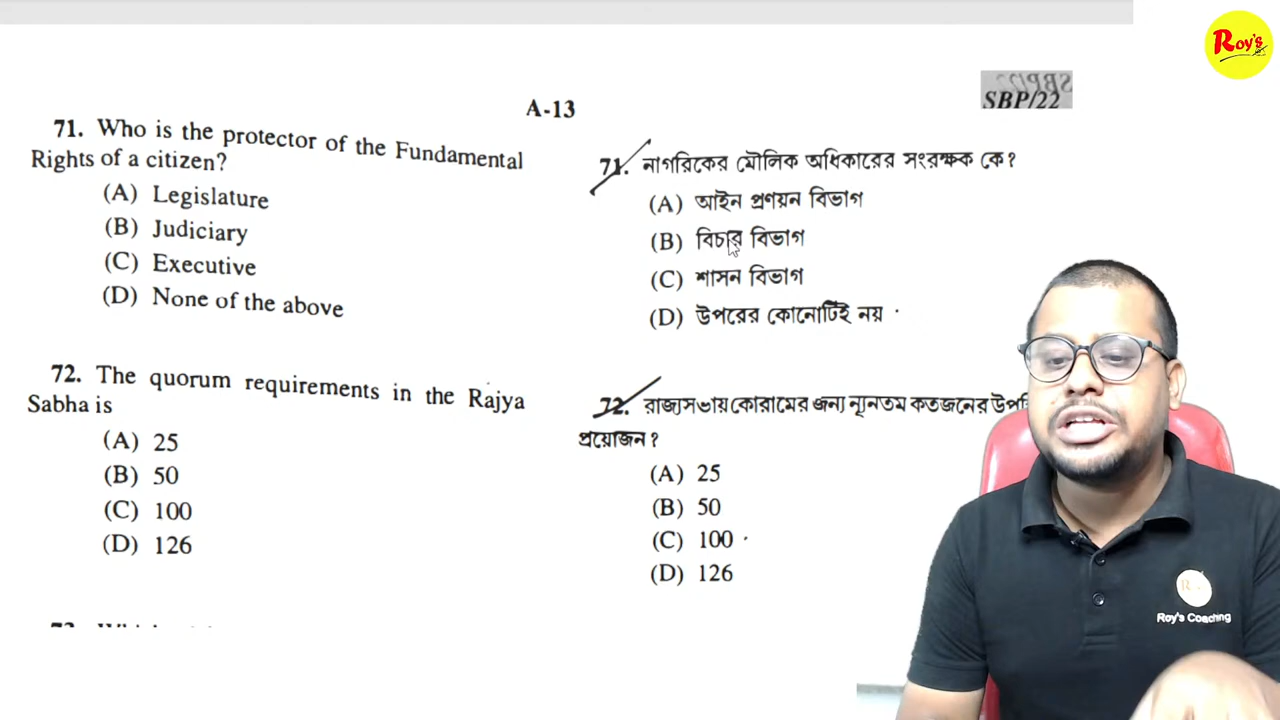 Roy's
SBP/22
A-13
71. Who is the protector of the Fundamental
Rights of a citizen?
(A) Legislature
(B) Judiciary
(C) Executive
(D) None of the above
72. The quorum requirements in the Rajya
Sabha is
(A) 25
(B) 50
(C) 100
(D) 126
71. নাগরিকের মৌলিক অধিকারের সংরক্ষক কে?
(A) আইন প্রণয়ন বিভাগ
(B) বিচার বিভাগ
(C) শাসন বিভাগ
(D) উপরের কোনোটিই নয়
72. রাজ্যসভায় কোরামের জন্য ন্যূনতম কতজনের
প্রয়োজন?
(A) 25
(B) 50
(C) 100
(D) 126
Roy's Coaching